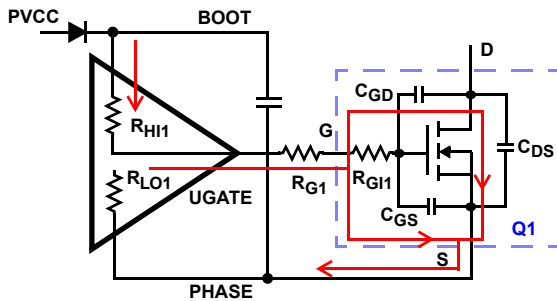 PVCC
BOOT
D
CGD
RHI1
G
CDS
RLO1
RG1
RGI1
UGATE
CGS
Q1
S
PHASE